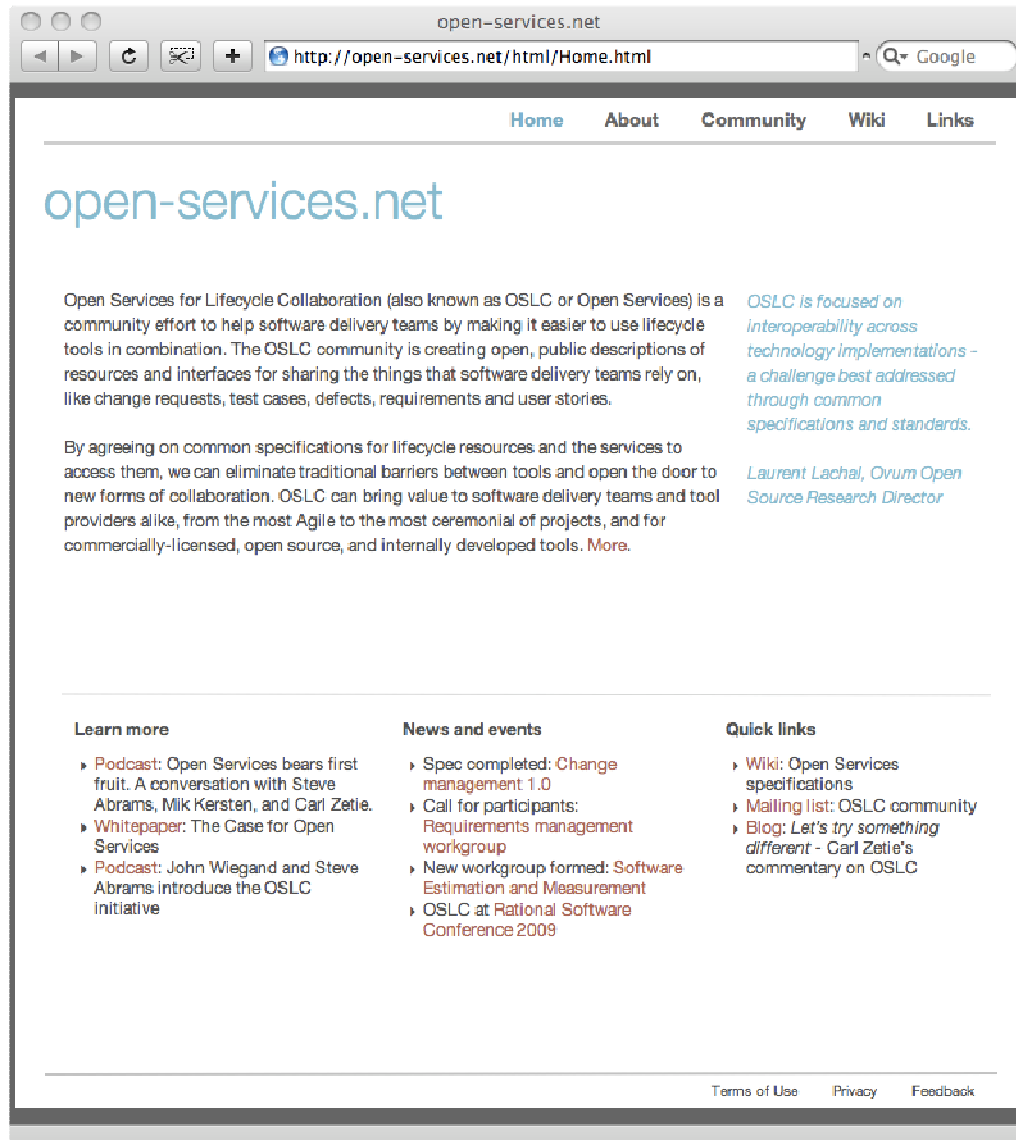 open-services.net
http://open-services.net/html/Home.html
Google
Home About Community Wiki Links
open-services.net
Open Services for Lifecycle Collaboration (also known as OSLC or Open Services) is a
community effort to help software delivery teams by making it easier to use lifecycle
tools in combination. The OSLC community is creating open, public descriptions of
resources and interfaces for sharing the things that software delivery teams rely on,
like change requests, test cases, defects, requirements and user stories.
By agreeing on common specifications for lifecycle resources and the services to
access them, we can eliminate traditional barriers between tools and open the door to
new forms of collaboration. OSLC can bring value to software delivery teams and tool
providers alike, from the most Agile to the most ceremonial of projects, and for
commercially-licensed, open source, and internally developed tools. More.
OSLC is focused on
interoperability across
technology implementations -
a challenge best addressed
through common
specifications and standards.
Laurent Lachal, Ovum Open
Source Research Director
Learn more
Podcast: Open Services bears first
fruit. A conversation with Steve
Abrams, Mik Kersten, and Carl Zetie.
Whitepaper: The Case for Open
Services
Podcast: John Wiegand and Steve
Abrams introduce the OSLC
initiative
News and events
Spec completed: Change
management 1.0
Call for participants:
Requirements management
workgroup
New workgroup formed: Software
Estimation and Measurement
OSLC at Rational Software
Conference 2009
Quick links
Wiki: Open Services
specifications
Mailing list: OSLC community
Blog: Let's try something
different - Carl Zetie's
commentary on OSLC
Terms of Use Privacy Feedback